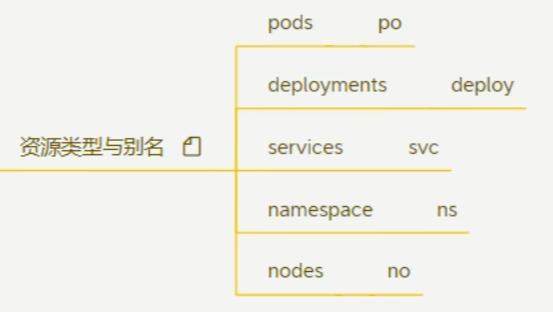 pods po
deployments deploy
资源类型与别名
services svc
namespace ns
nodes no